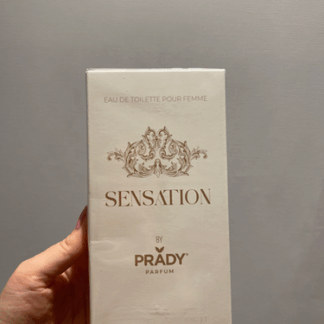 EAU DE TOILETTE POUR FEMME
SENSATION
BY
PRADY
PARFUM